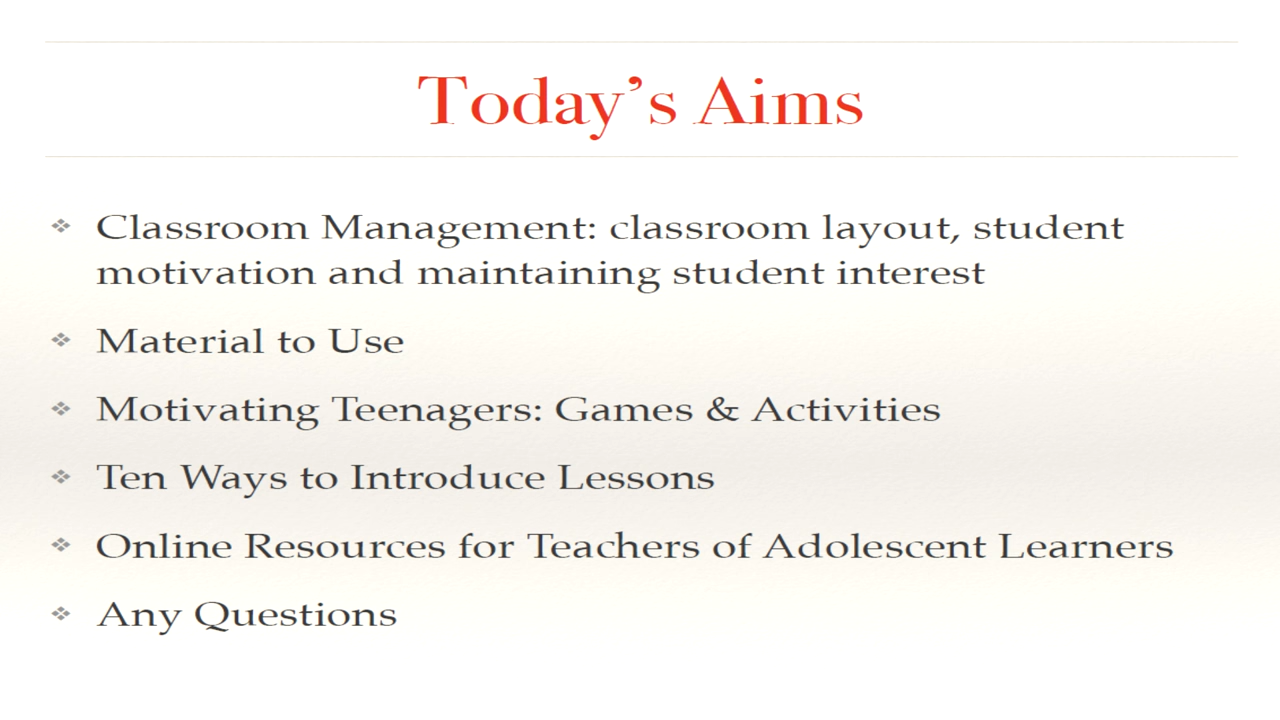 Today’s Aims
❖ Classroom Management: classroom layout, student
motivation and maintaining student interest
❖ Material to Use
❖ Motivating Teenagers: Games & Activities
❖ Ten Ways to Introduce Lessons
❖ Online Resources for Teachers of Adolescent Learners
❖ Any Questions